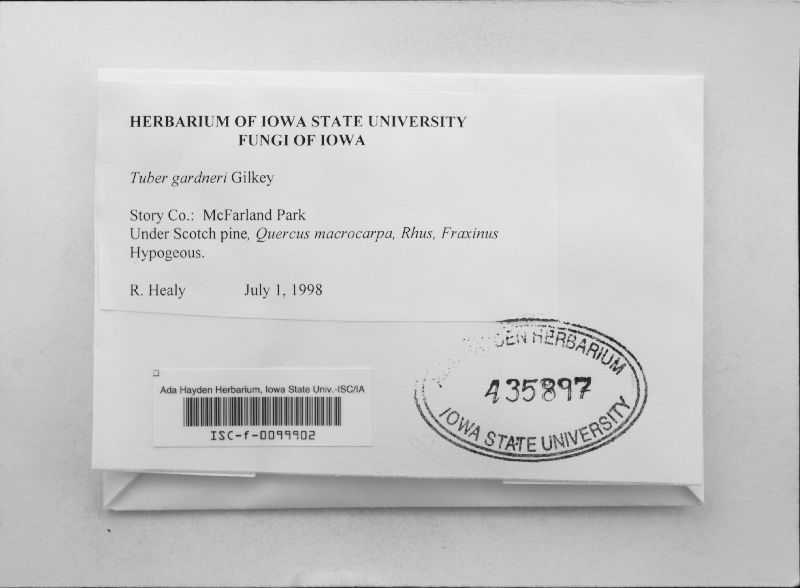 HERBARIUM OF IOWA STATE UNIVERSITY
FUNGI OF IOWA
Tuber gardneri Gilkey
Story Co.: McFarland Park
Under Scotch pine, Quercus macrocarpa, Rhus, Fraxinus
Hypogeous.
R. Healy July 1, 1998
HERBARIUM
435897
IOWA STATE UNIVERSITY
Ada Hayden Herbarium, Iowa State Univ.-ISC/IA
ISC-f-0099902